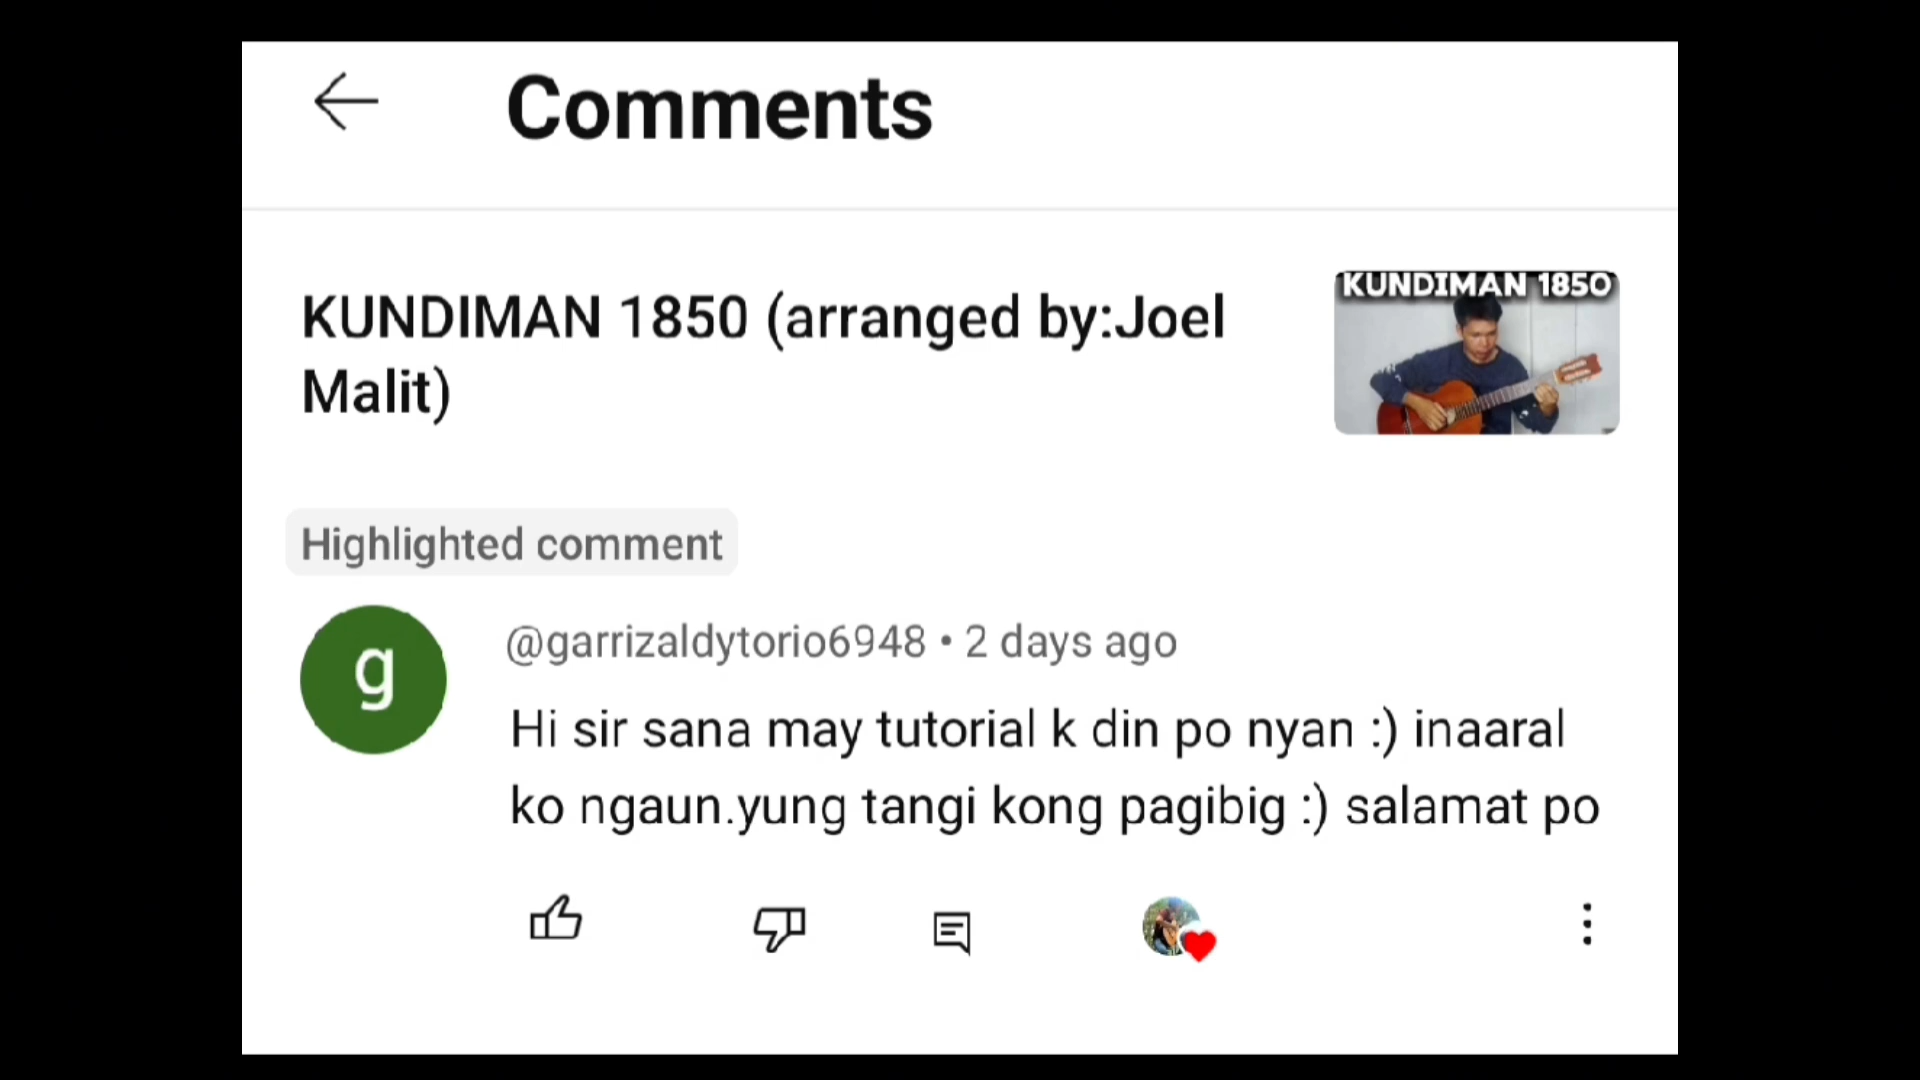 Comments
KUNDIMAN 1850 (arranged by:Joel
Malit)
KUNDIMAN 1850
Highlighted comment
g
@garrizaldytorio6948 • 2 days ago
Hi sir sana may tutorial k din po nyan :) inaaral
ko ngaun.yung tangi kong pagibig :) salamat po